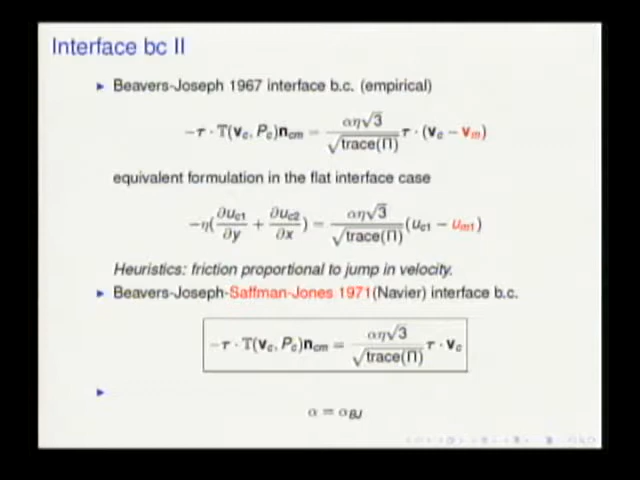 Interface bc II
▶ Beavers-Joseph 1967 interface b.c. (empirical)
−τ · 𝕋(v_c, P_c)n_cm = αη√3 / √trace(Π) τ · (v_c − v_m)
equivalent formulation in the flat interface case
−η(∂u_c1/∂y + ∂u_c2/∂x) = αη√3 / √trace(Π) (u_c1 − u_m1)
Heuristics: friction proportional to jump in velocity.
▶ Beavers-Joseph-Saffman-Jones 1971(Navier) interface b.c.
−τ · 𝕋(v_c, P_c)n_cm = αη√3 / √trace(Π) τ · v_c
▶
α = α_BJ